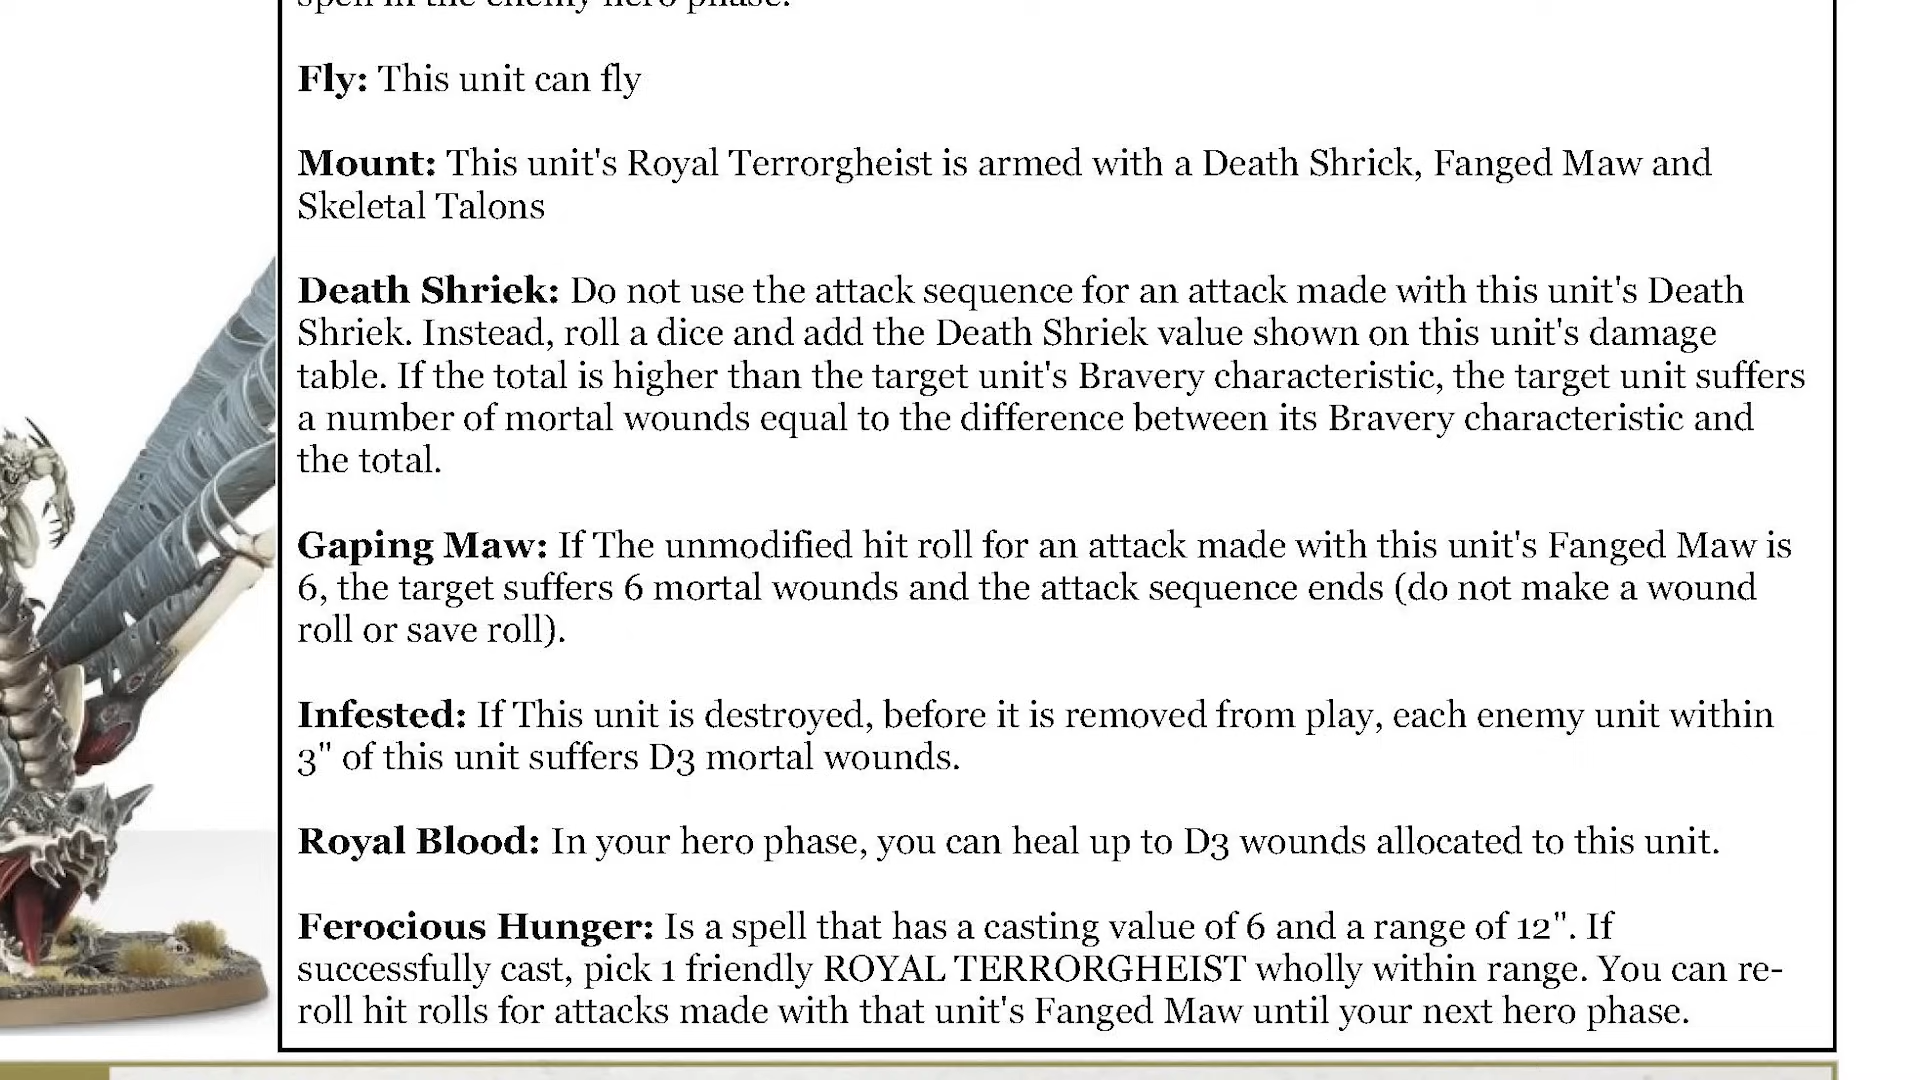 spell in the enemy hero phase.
Fly: This unit can fly
Mount: This unit's Royal Terrorgheist is armed with a Death Shrick, Fanged Maw and
Skeletal Talons
Death Shriek: Do not use the attack sequence for an attack made with this unit's Death
Shriek. Instead, roll a dice and add the Death Shriek value shown on this unit's damage
table. If the total is higher than the target unit's Bravery characteristic, the target unit suffers
a number of mortal wounds equal to the difference between its Bravery characteristic and
the total.
Gaping Maw: If The unmodified hit roll for an attack made with this unit's Fanged Maw is
6, the target suffers 6 mortal wounds and the attack sequence ends (do not make a wound
roll or save roll).
Infested: If This unit is destroyed, before it is removed from play, each enemy unit within
3" of this unit suffers D3 mortal wounds.
Royal Blood: In your hero phase, you can heal up to D3 wounds allocated to this unit.
Ferocious Hunger: Is a spell that has a casting value of 6 and a range of 12". If
successfully cast, pick 1 friendly ROYAL TERRORGHEIST wholly within range. You can re-
roll hit rolls for attacks made with that unit's Fanged Maw until your next hero phase.